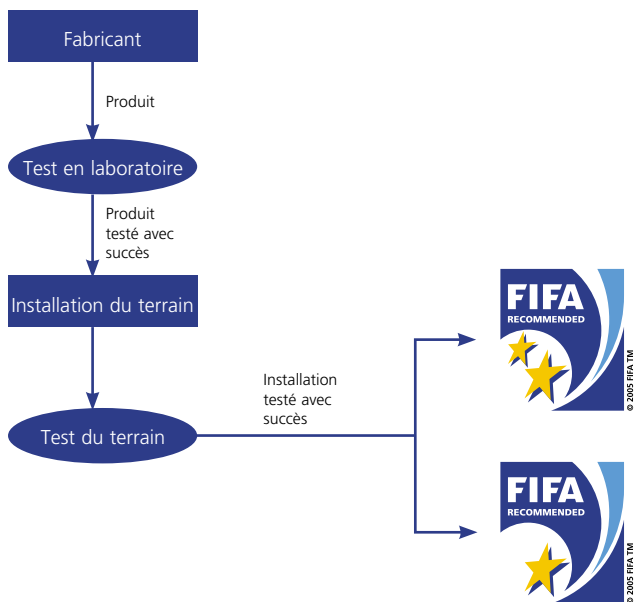 Fabricant
Produit
Test en laboratoire
Produit
testé avec
succès
Installation du terrain
Installation
testé avec
succès
Test du terrain
FIFA
RECOMMENDED
© 2005 FIFA TM
FIFA
RECOMMENDED
© 2005 FIFA TM